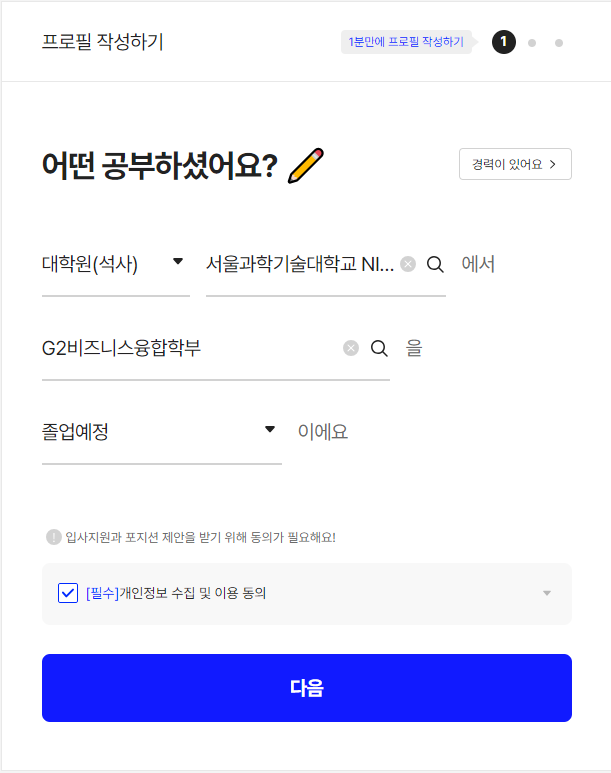 프로필 작성하기
1분만에 프로필 작성하기
1
어떤 공부하셨어요?
경력이 있어요
대학원(석사) 서울과학기술대학교 NI... 에서
G2비즈니스융합학부 을
졸업예정 이에요
입사지원과 포지션 제안을 받기 위해 동의가 필요해요!
[필수]개인정보 수집 및 이용 동의
다음